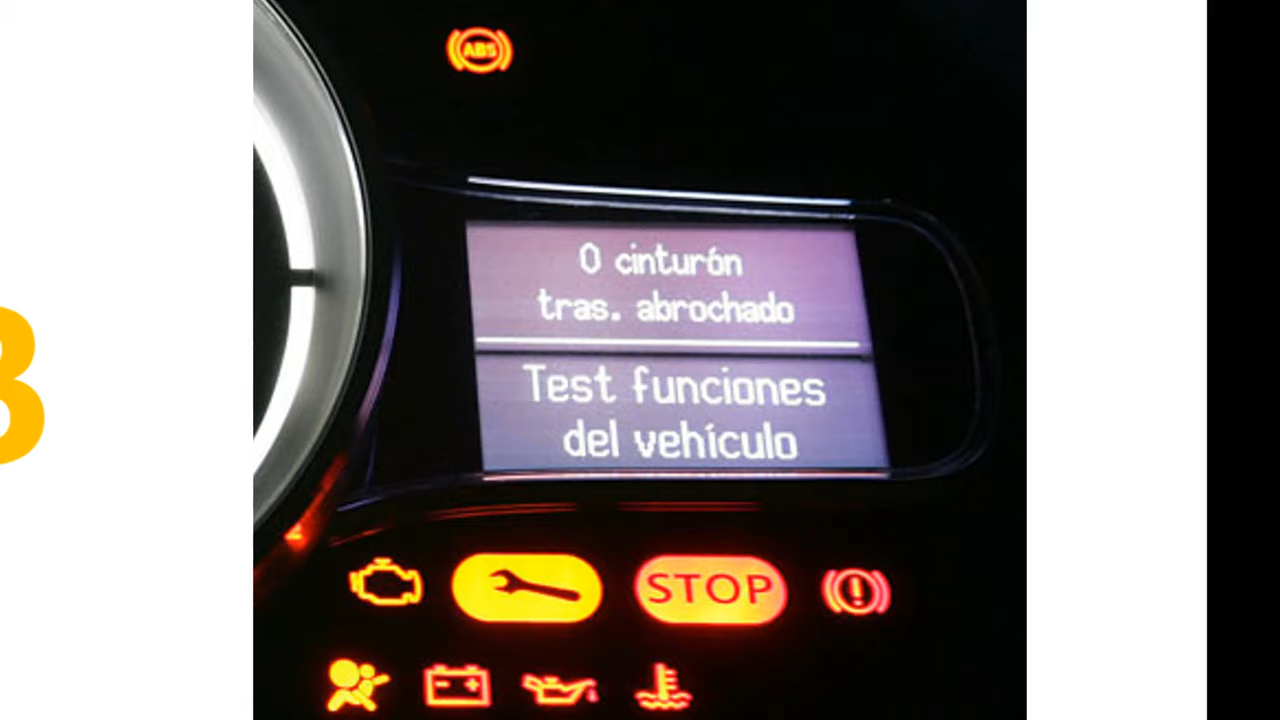 ABS
0 cinturón
tras. abrochado
Test funciones
del vehículo
STOP